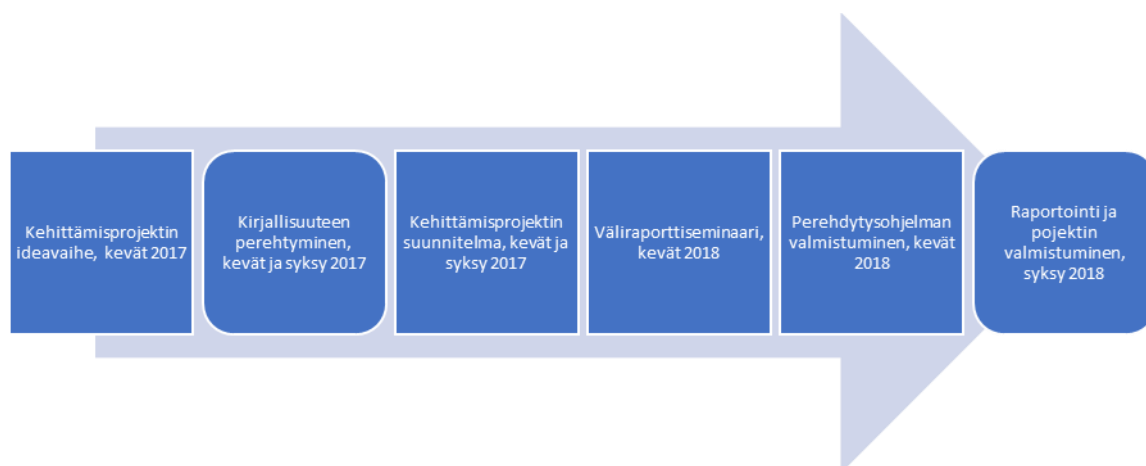 Kehittämisprojektin
ideavaihe,  kevät 2017
Kirjallisuuteen
perehtyminen,
kevät ja syksy 2017
Kehittämisprojektin
suunnitelma, kevät ja
syksy 2017
Väliraporttiseminaari,
kevät 2018
Perehdytysohjelman
valmistuminen, kevät
2018
Raportointi ja
pojektin
valmistuminen,
syksy 2018